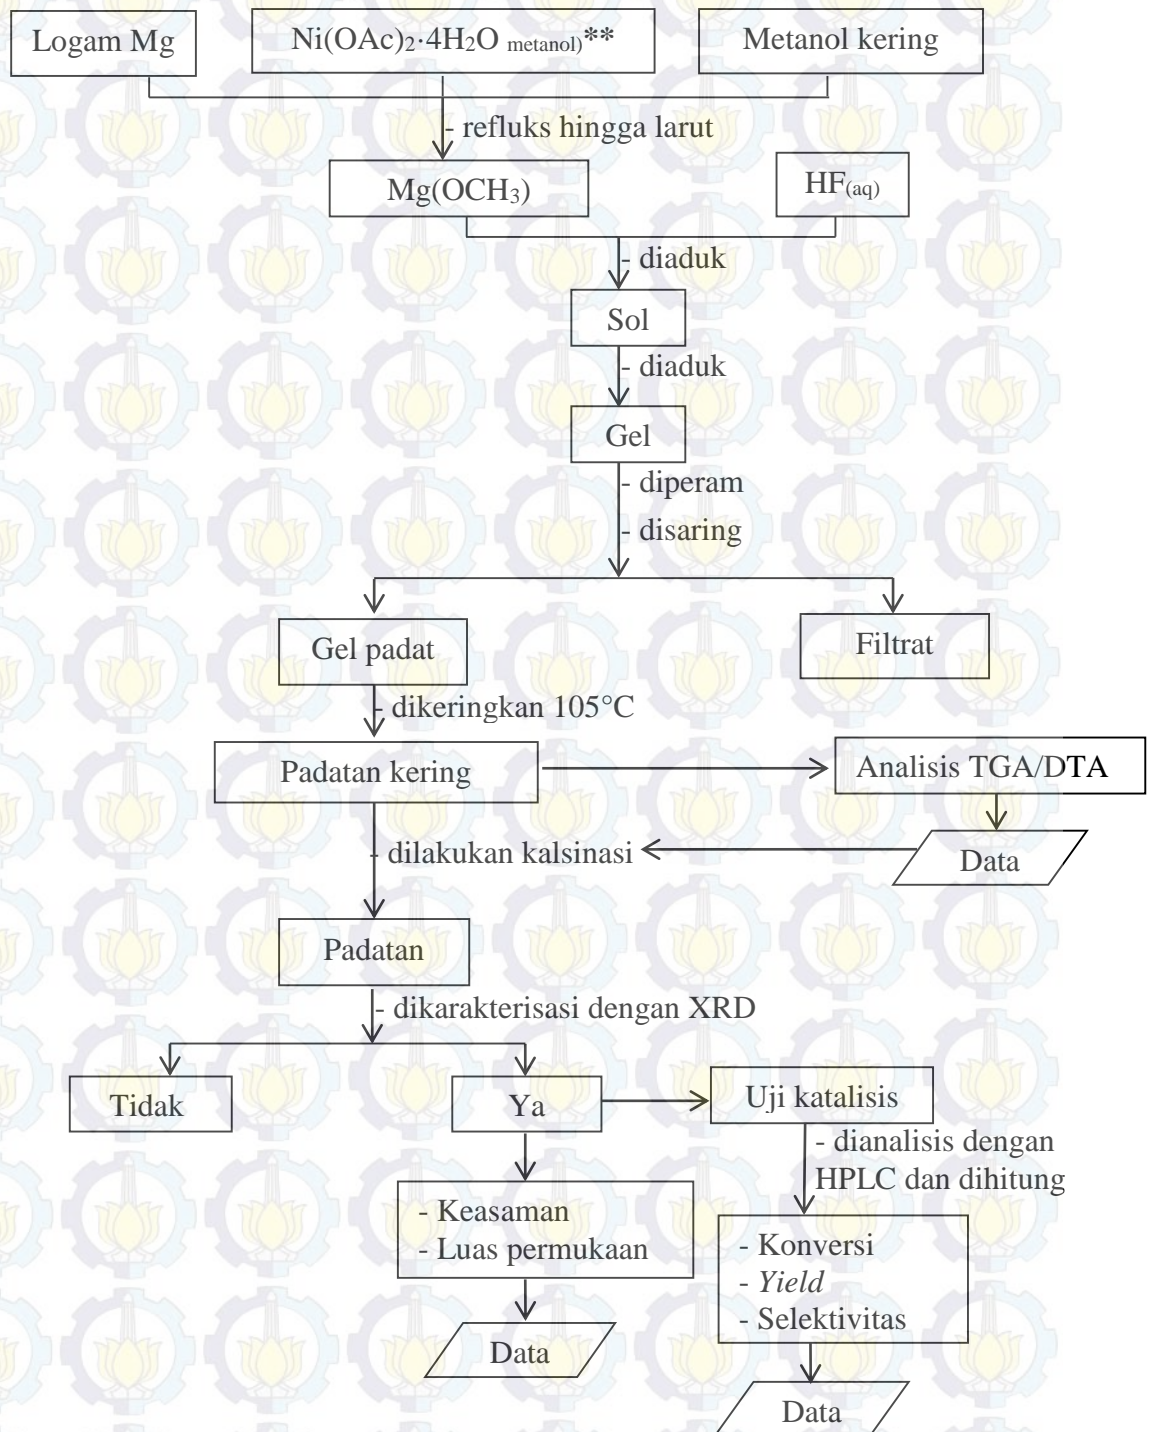 Logam Mg
Ni(OAc)₂·4H₂O metanol)**
Metanol kering
- refluks hingga larut
Mg(OCH₃)
HF(aq)
- diaduk
Sol
- diaduk
Gel
- diperam
- disaring
Gel padat
Filtrat
- dikeringkan 105°C
Padatan kering
Analisis TGA/DTA
- dilakukan kalsinasi
Data
Padatan
- dikarakterisasi dengan XRD
Tidak
Ya
Uji katalisis
- dianalisis dengan
HPLC dan dihitung
- Keasaman
- Luas permukaan
- Konversi
- Yield
- Selektivitas
Data
Data